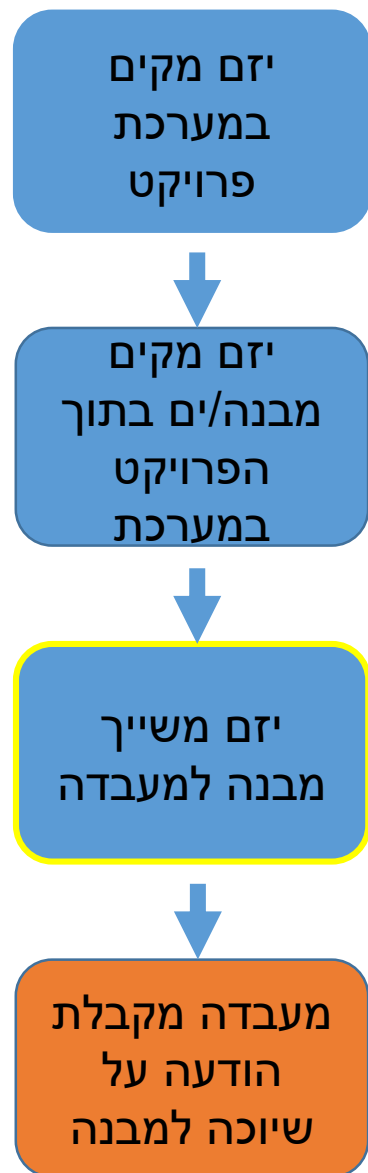 יזם מקים
במערכת
פרויקט
יזם מקים
מבנה/ים בתוך
הפרויקט
במערכת
יזם משייך
מבנה למעבדה
מעבדה מקבלת
הודעה על
שיוכה למבנה